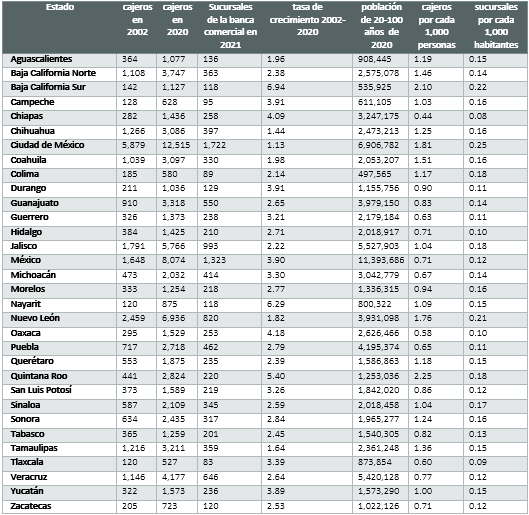 Estado cajeros en 2002 cajeros en 2020 Sucursales de la banca comercial en 2021 tasa de crecimiento 2002-2020 población de 20-100 años de 2020 cajeros por cada 1,000 personas sucursales por cada 1,000 habitantes
Aguascalientes 364 1,077 136 1.96 908,445 1.19 0.15
Baja California Norte 1,108 3,747 363 2.38 2,575,078 1.46 0.14
Baja California Sur 142 1,127 118 6.94 535,925 2.10 0.22
Campeche 128 628 95 3.91 611,105 1.03 0.16
Chiapas 282 1,436 258 4.09 3,247,175 0.44 0.08
Chihuahua 1,266 3,086 397 1.44 2,473,213 1.25 0.16
Ciudad de México 5,879 12,515 1,722 1.13 6,906,782 1.81 0.25
Coahuila 1,039 3,097 330 1.98 2,053,207 1.51 0.16
Colima 185 580 89 2.14 497,565 1.17 0.18
Durango 211 1,036 129 3.91 1,155,756 0.90 0.11
Guanajuato 910 3,318 550 2.65 3,979,150 0.83 0.14
Guerrero 326 1,373 238 3.21 2,179,184 0.63 0.11
Hidalgo 384 1,425 210 2.71 2,018,917 0.71 0.10
Jalisco 1,791 5,766 993 2.22 5,527,903 1.04 0.18
México 1,648 8,074 1,323 3.90 11,393,686 0.71 0.12
Michoacán 473 2,032 414 3.30 3,042,779 0.67 0.14
Morelos 333 1,254 218 2.77 1,336,315 0.94 0.16
Nayarit 120 875 118 6.29 800,322 1.09 0.15
Nuevo León 2,459 6,936 820 1.82 3,931,098 1.76 0.21
Oaxaca 295 1,529 253 4.18 2,626,466 0.58 0.10
Puebla 717 2,718 462 2.79 4,195,374 0.65 0.11
Querétaro 553 1,875 235 2.39 1,586,863 1.18 0.15
Quintana Roo 441 2,824 220 5.40 1,253,036 2.25 0.18
San Luis Potosí 373 1,589 219 3.26 1,842,020 0.86 0.12
Sinaloa 587 2,109 345 2.59 2,018,458 1.04 0.17
Sonora 634 2,435 317 2.84 1,965,277 1.24 0.16
Tabasco 365 1,259 201 2.45 1,540,305 0.82 0.13
Tamaulipas 1,216 3,211 359 1.64 2,361,248 1.36 0.15
Tlaxcala 120 527 83 3.39 873,854 0.60 0.09
Veracruz 1,146 4,177 646 2.64 5,420,128 0.77 0.12
Yucatán 322 1,573 236 3.89 1,573,290 1.00 0.15
Zacatecas 205 723 120 2.53 1,022,126 0.71 0.12